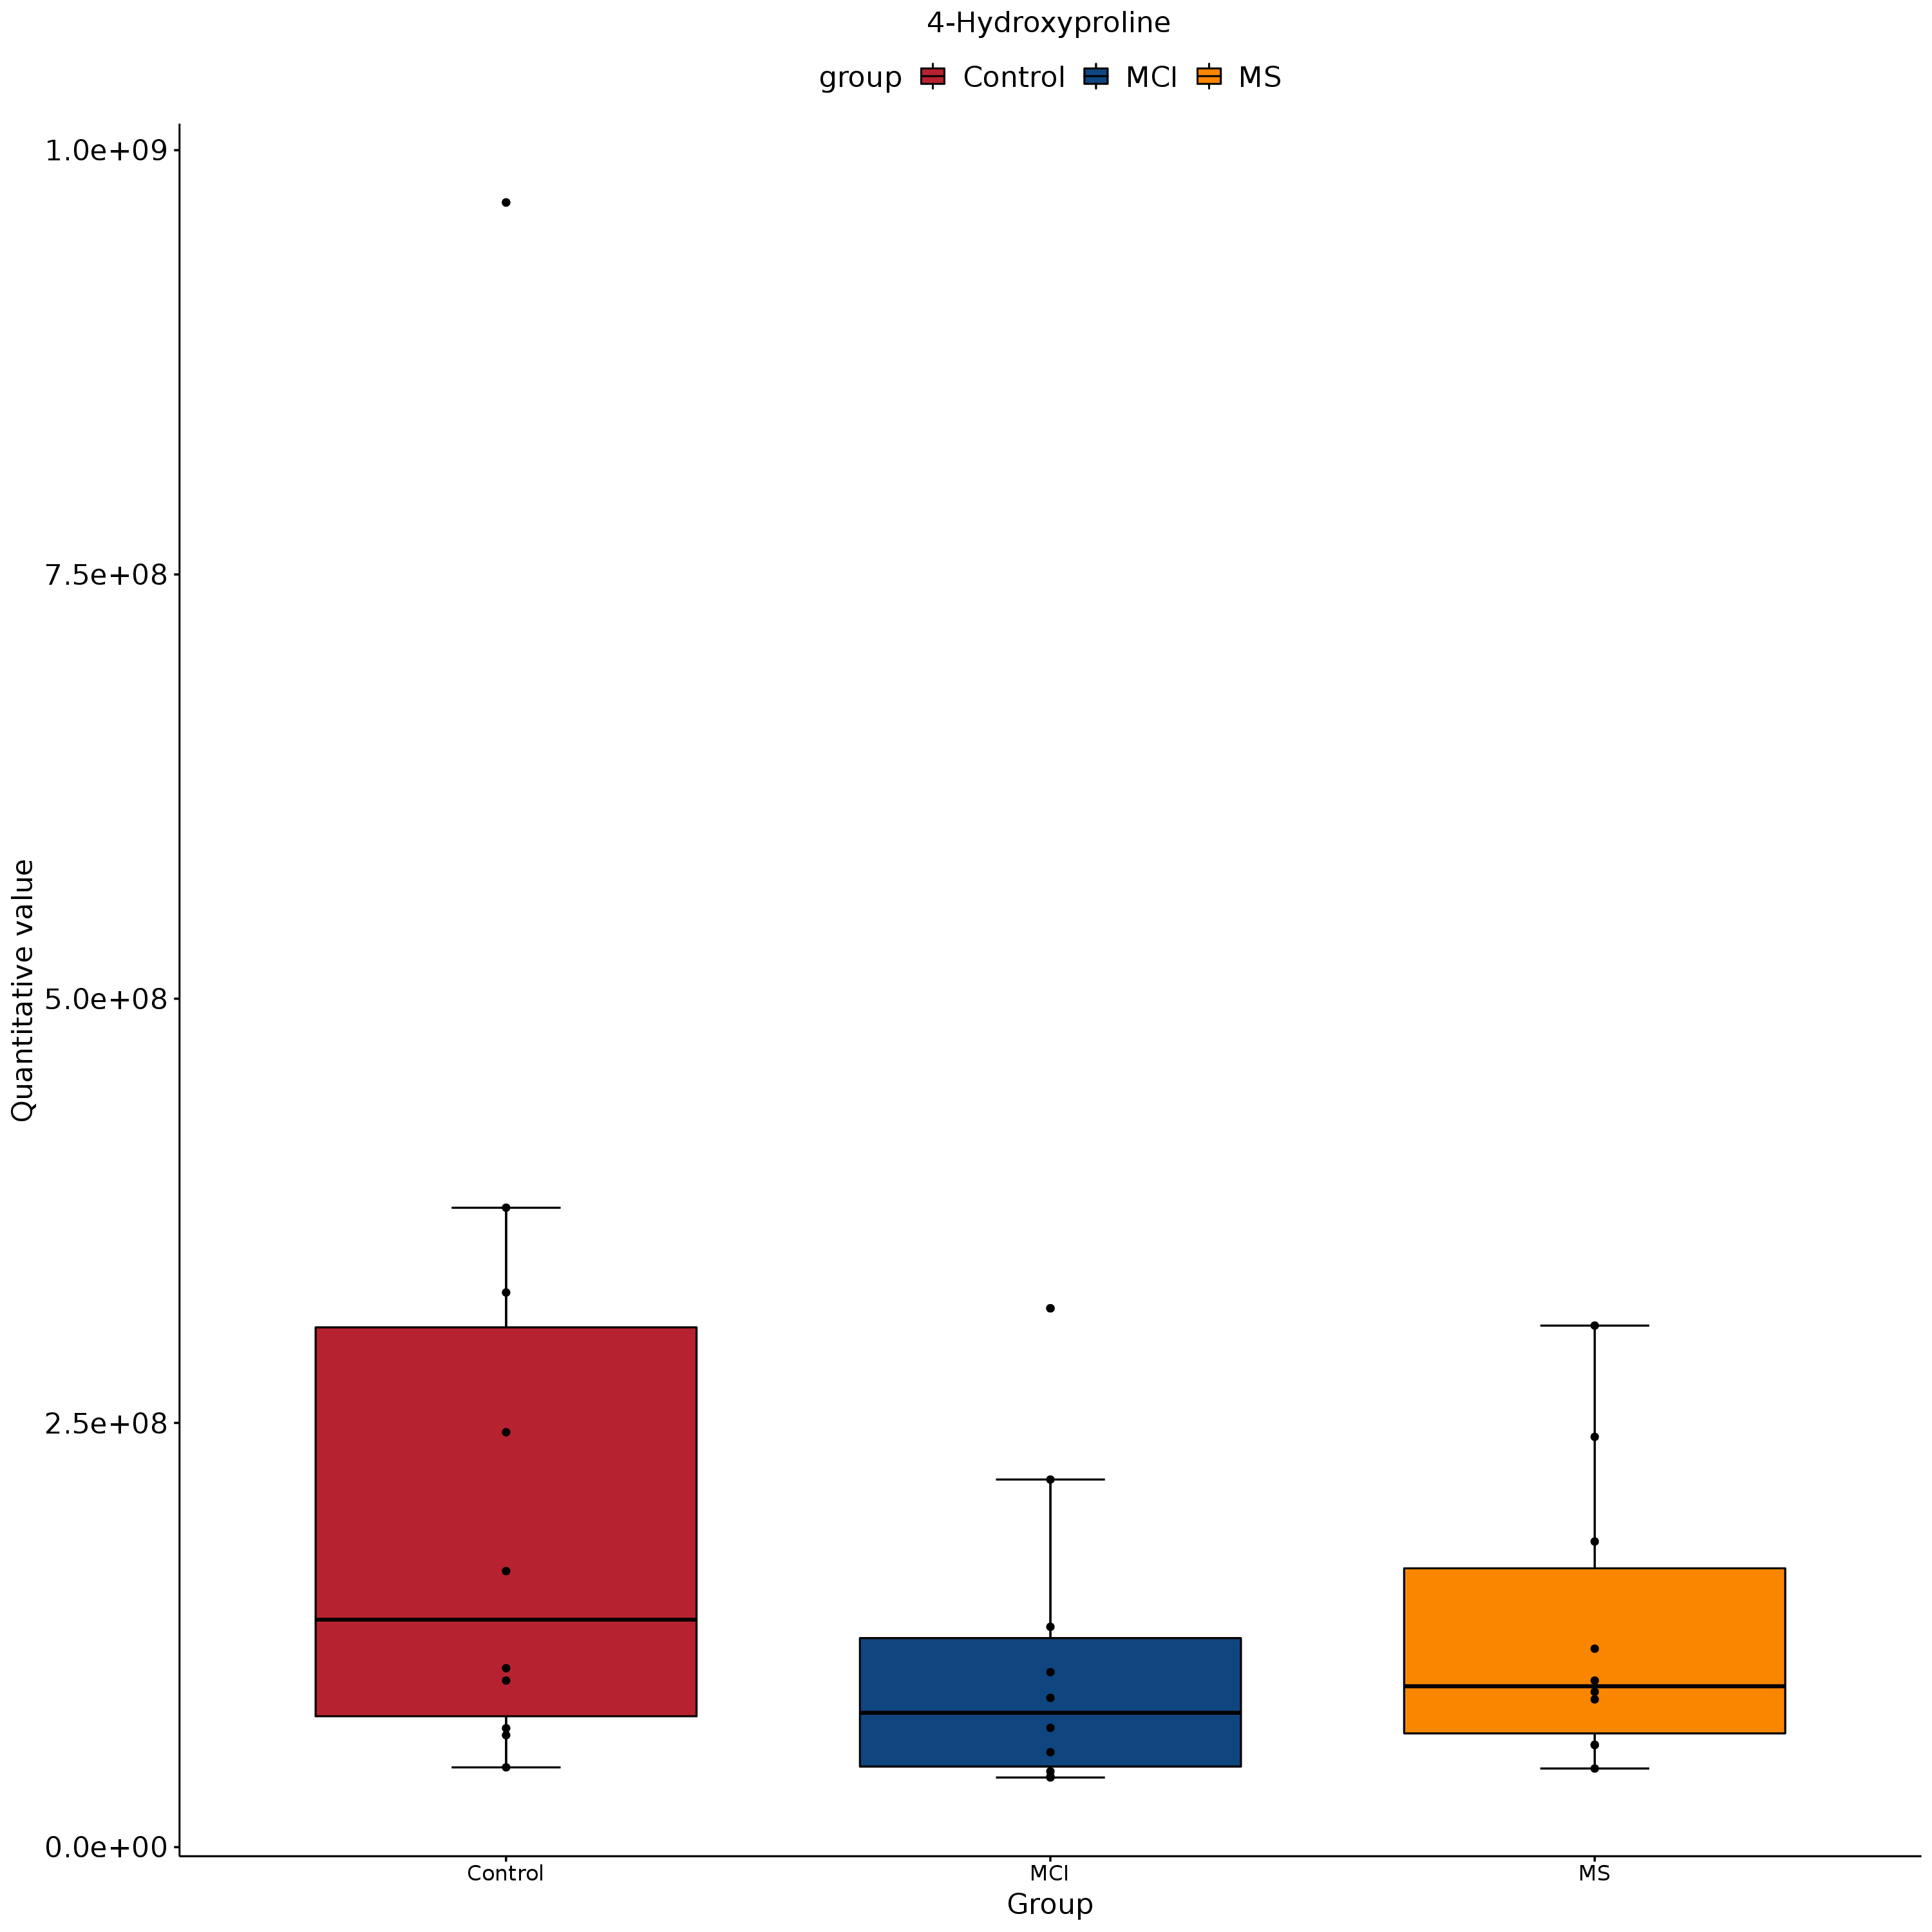 4-Hydroxyproline
group Control MCI MS
1.0e+09
7.5e+08
5.0e+08
2.5e+08
0.0e+00
Quantitative value
Control MCI MS
Group